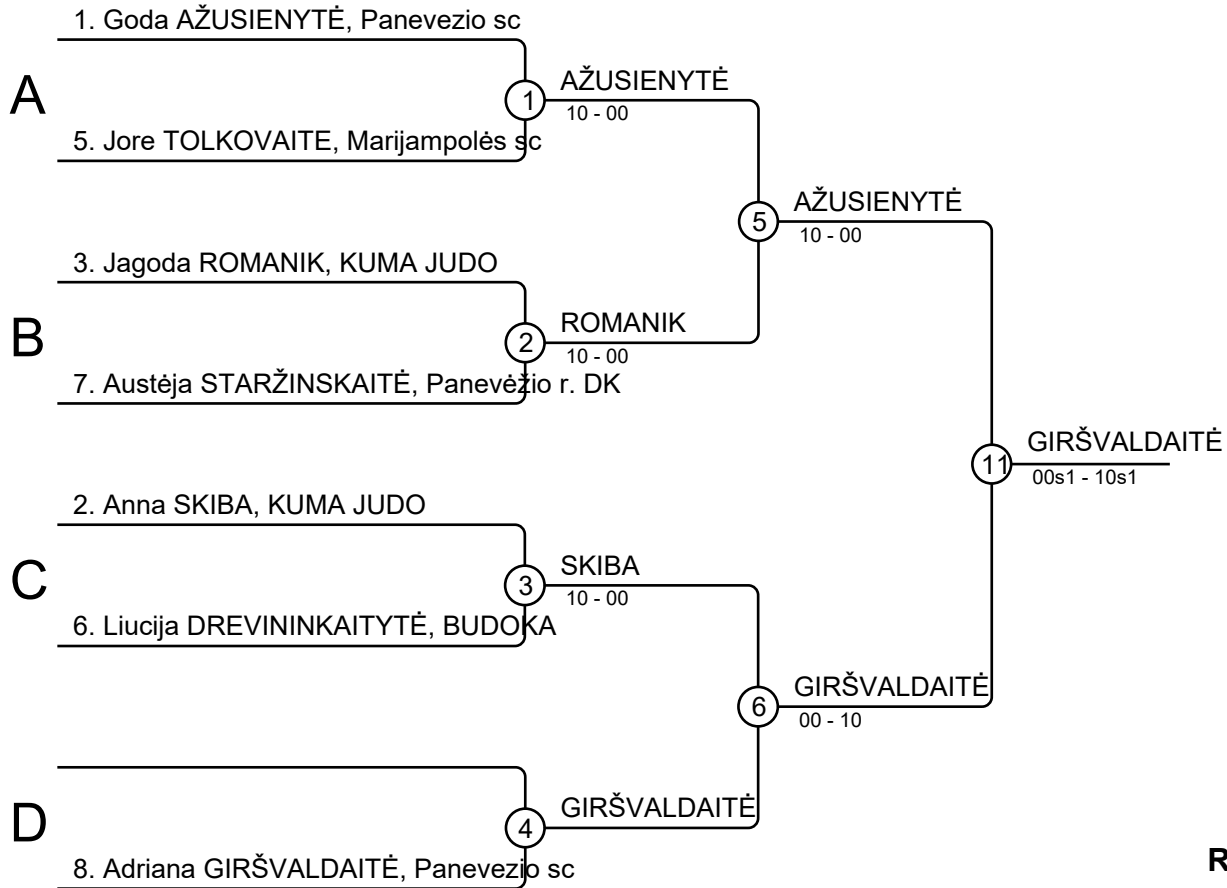 1. Goda AŽUSIENYTĖ, Panevezio sc
A
1
AŽUSIENYTĖ
10 - 00
5. Jore TOLKOVAITE, Marijampolės sc
5
AŽUSIENYTĖ
10 - 00
3. Jagoda ROMANIK, KUMA JUDO
B
2
ROMANIK
10 - 00
7. Austėja STARŽINSKAITĖ, Panevėžio r. DK
11
GIRŠVALDAITĖ
00s1 - 10s1
2. Anna SKIBA, KUMA JUDO
C
3
SKIBA
10 - 00
6. Liucija DREVININKAITYTĖ, BUDOKA
6
GIRŠVALDAITĖ
00 - 10
D
4
GIRŠVALDAITĖ
8. Adriana GIRŠVALDAITĖ, Panevezio sc
R